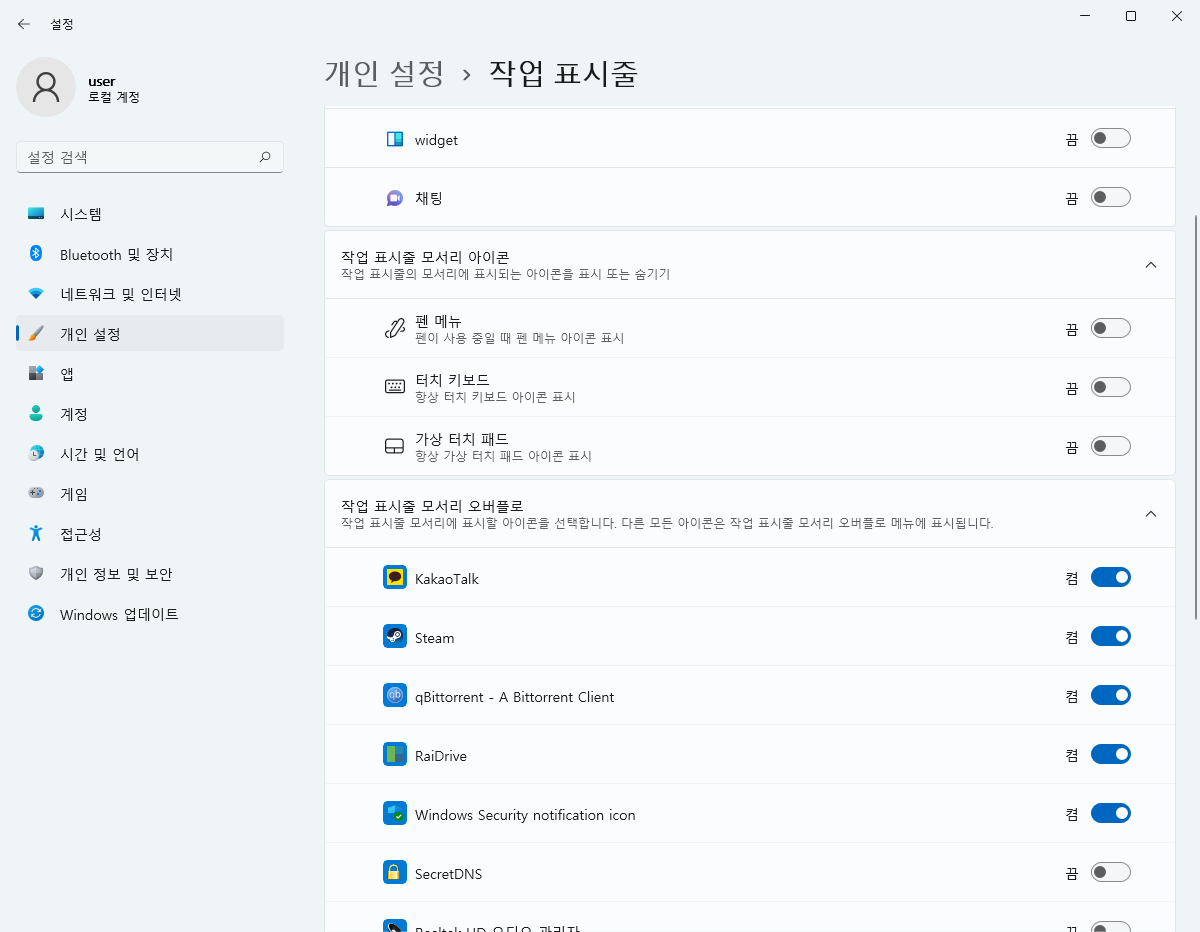 설정
user
로컬 계정
설정 검색
시스템
Bluetooth 및 장치
네트워크 및 인터넷
개인 설정
앱
계정
시간 및 언어
게임
접근성
개인 정보 및 보안
Windows 업데이트
개인 설정 › 작업 표시줄
widget 끔
채팅 끔
작업 표시줄 모서리 아이콘
작업 표시줄의 모서리에 표시되는 아이콘을 표시 또는 숨기기
펜 메뉴
펜이 사용 중일 때 펜 메뉴 아이콘 표시
끔
터치 키보드
항상 터치 키보드 아이콘 표시
끔
가상 터치 패드
항상 가상 터치 패드 아이콘 표시
끔
작업 표시줄 모서리 오버플로
작업 표시줄 모서리에 표시할 아이콘을 선택합니다. 다른 모든 아이콘은 작업 표시줄 모서리 오버플로 메뉴에 표시됩니다.
KakaoTalk 켬
Steam 켬
qb qBittorrent - A Bittorrent Client 켬
RaiDrive 켬
Windows Security notification icon 켬
SecretDNS 끔
Realtek HD 오디오 관리자 끔